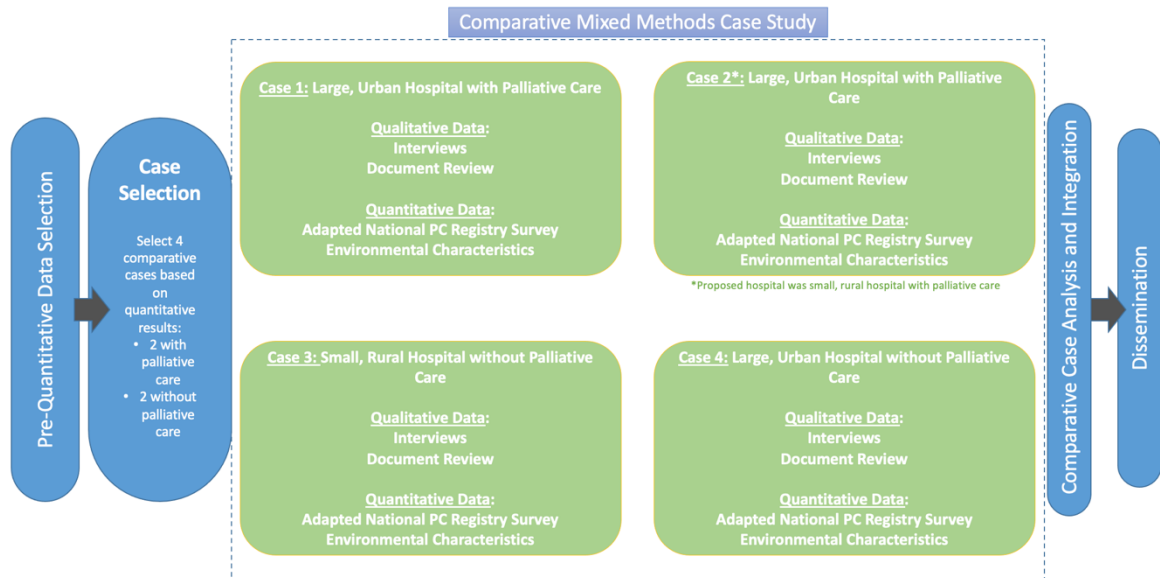 Comparative Mixed Methods Case Study
Pre-Quantitative Data Selection
Case
Selection
Select 4
comparative
cases based
on
quantitative
results:
• 2 with
palliative
care
• 2 without
palliative
care
Case 1: Large, Urban Hospital with Palliative Care
Qualitative Data:
Interviews
Document Review
Quantitative Data:
Adapted National PC Registry Survey
Environmental Characteristics
Case 2*: Large, Urban Hospital with Palliative
Care
Qualitative Data:
Interviews
Document Review
Quantitative Data:
Adapted National PC Registry Survey
Environmental Characteristics
*Proposed hospital was small, rural hospital with palliative care
Case 3: Small, Rural Hospital without Palliative
Care
Qualitative Data:
Interviews
Document Review
Quantitative Data:
Adapted National PC Registry Survey
Environmental Characteristics
Case 4: Large, Urban Hospital without Palliative
Care
Qualitative Data:
Interviews
Document Review
Quantitative Data:
Adapted National PC Registry Survey
Environmental Characteristics
Comparative Case Analysis and Integration
Dissemination